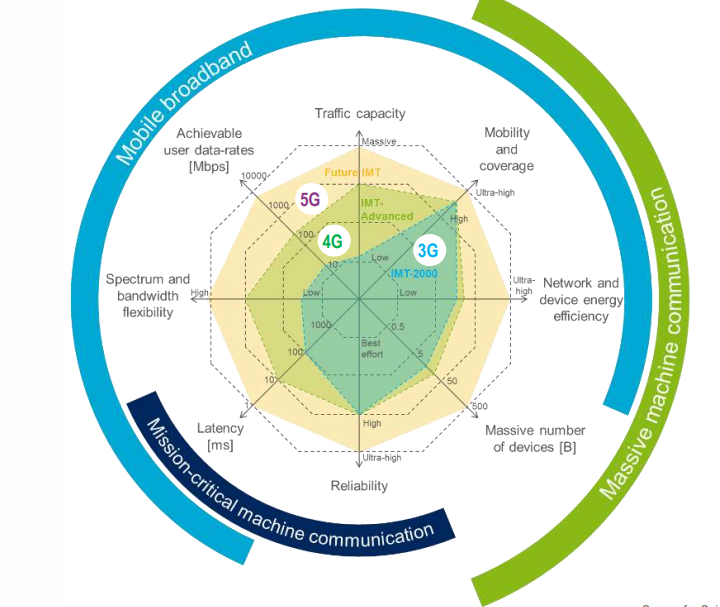 Mobile broadband
Traffic capacity
Achievable
user data-rates
[Mbps]
Mobility
and
coverage
Massive
10000
Future IMT
Ultra-high
5G
1000
IMT-
Advanced
High
100
4G
3G
10
Low
IMT-2000
Spectrum and
bandwidth
flexibility
High
Low
Low
Ultra-
high
Network and
device energy
efficiency
Massive machine communication
1000
0.5
Best
effort
100
5
10
50
1
500
High
Latency
[ms]
Massive number
of devices [B]
Ultra-high
Reliability
Mission-critical machine communication